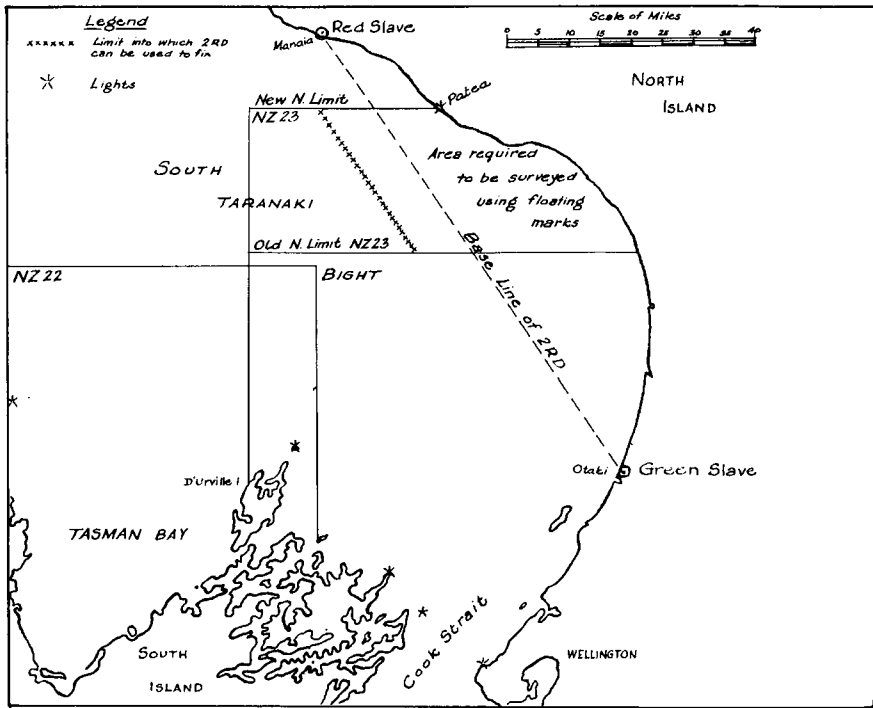 Legend
xxxxxx Limit into which 2RD
can be used to fix
Lights
Red Slave
Manaia
Scale of Miles
0 5 10 15 20 25 30 35 40
NORTH
ISLAND
Patea
New N. Limit
NZ 23
SOUTH
TARANAKI
Area required
to be surveyed
using floating
marks
Old N. Limit NZ23
NZ 22
BIGHT
Base Line of 2RD
Otaki
Green Slave
D'urville I
TASMAN BAY
Cook Strait
SOUTH
ISLAND
WELLINGTON